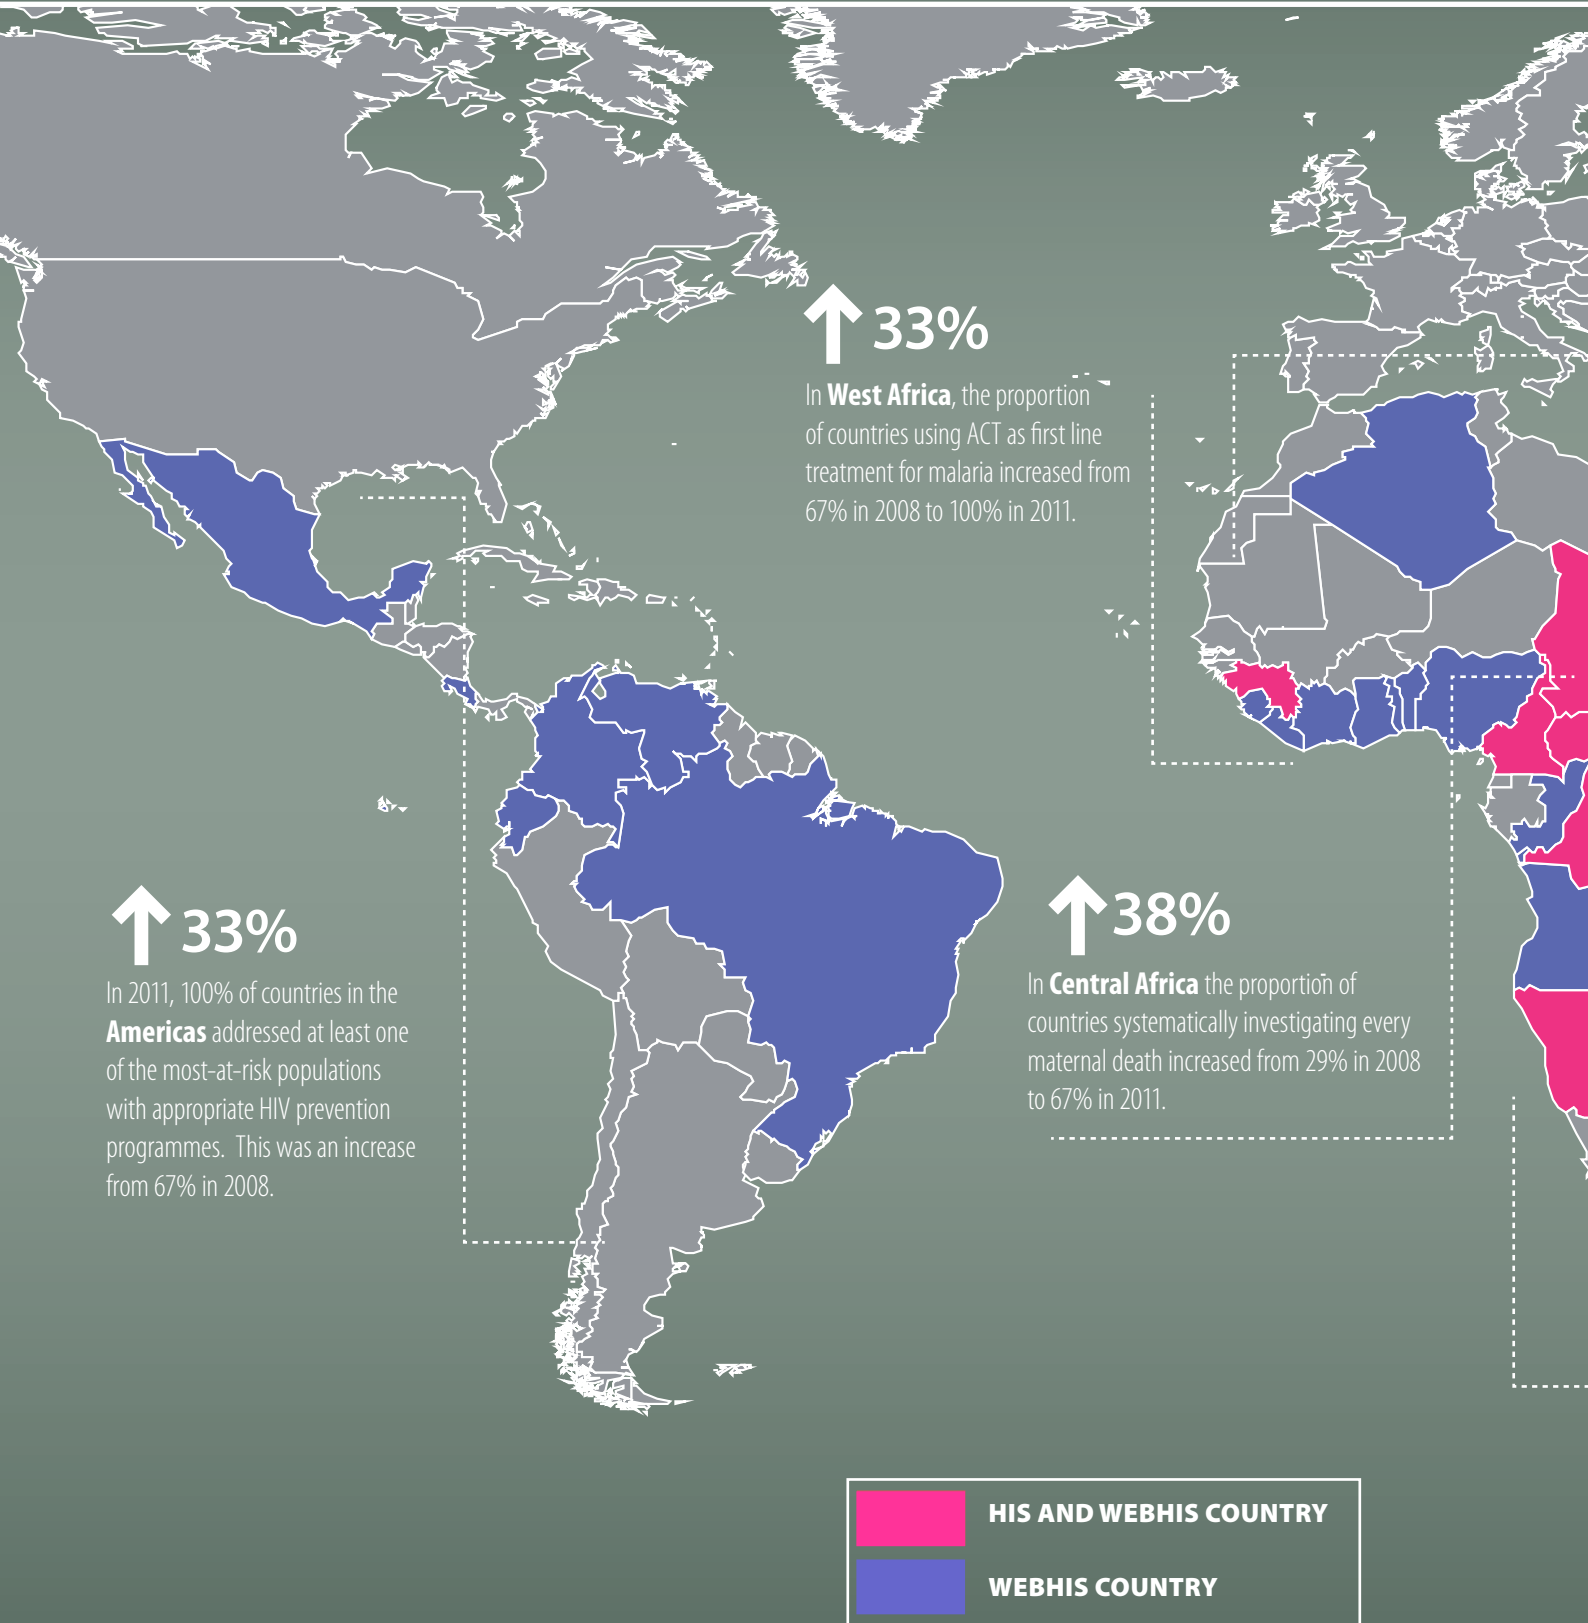 33%
In West Africa, the proportion
of countries using ACT as first line
treatment for malaria increased from
67% in 2008 to 100% in 2011.
33%
In 2011, 100% of countries in the
Americas addressed at least one
of the most-at-risk populations
with appropriate HIV prevention
programmes.  This was an increase
from 67% in 2008.
38%
In Central Africa the proportion of
countries systematically investigating every
maternal death increased from 29% in 2008
to 67% in 2011.
HIS AND WEBHIS COUNTRY
WEBHIS COUNTRY